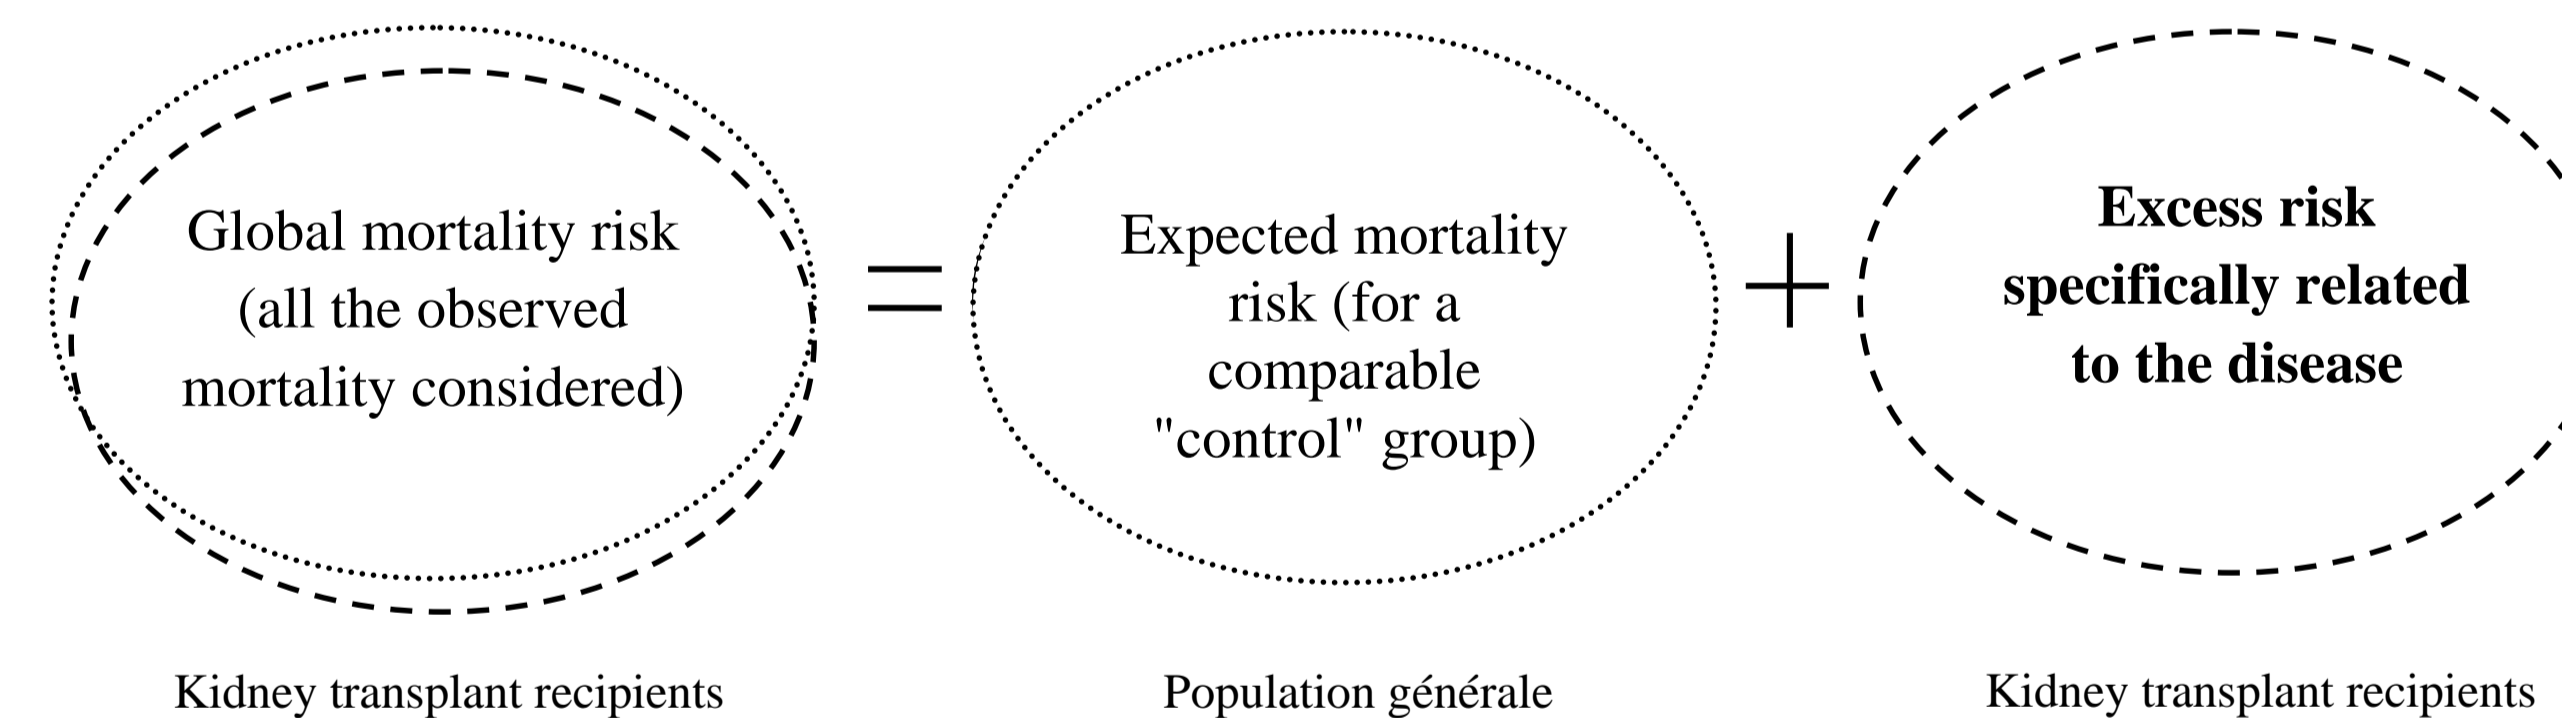 Global mortality risk
(all the observed
mortality considered)
=
Expected mortality
risk (for a
comparable
"control" group)
+
Excess risk
specifically related
to the disease
Kidney transplant recipients
Population générale
Kidney transplant recipients